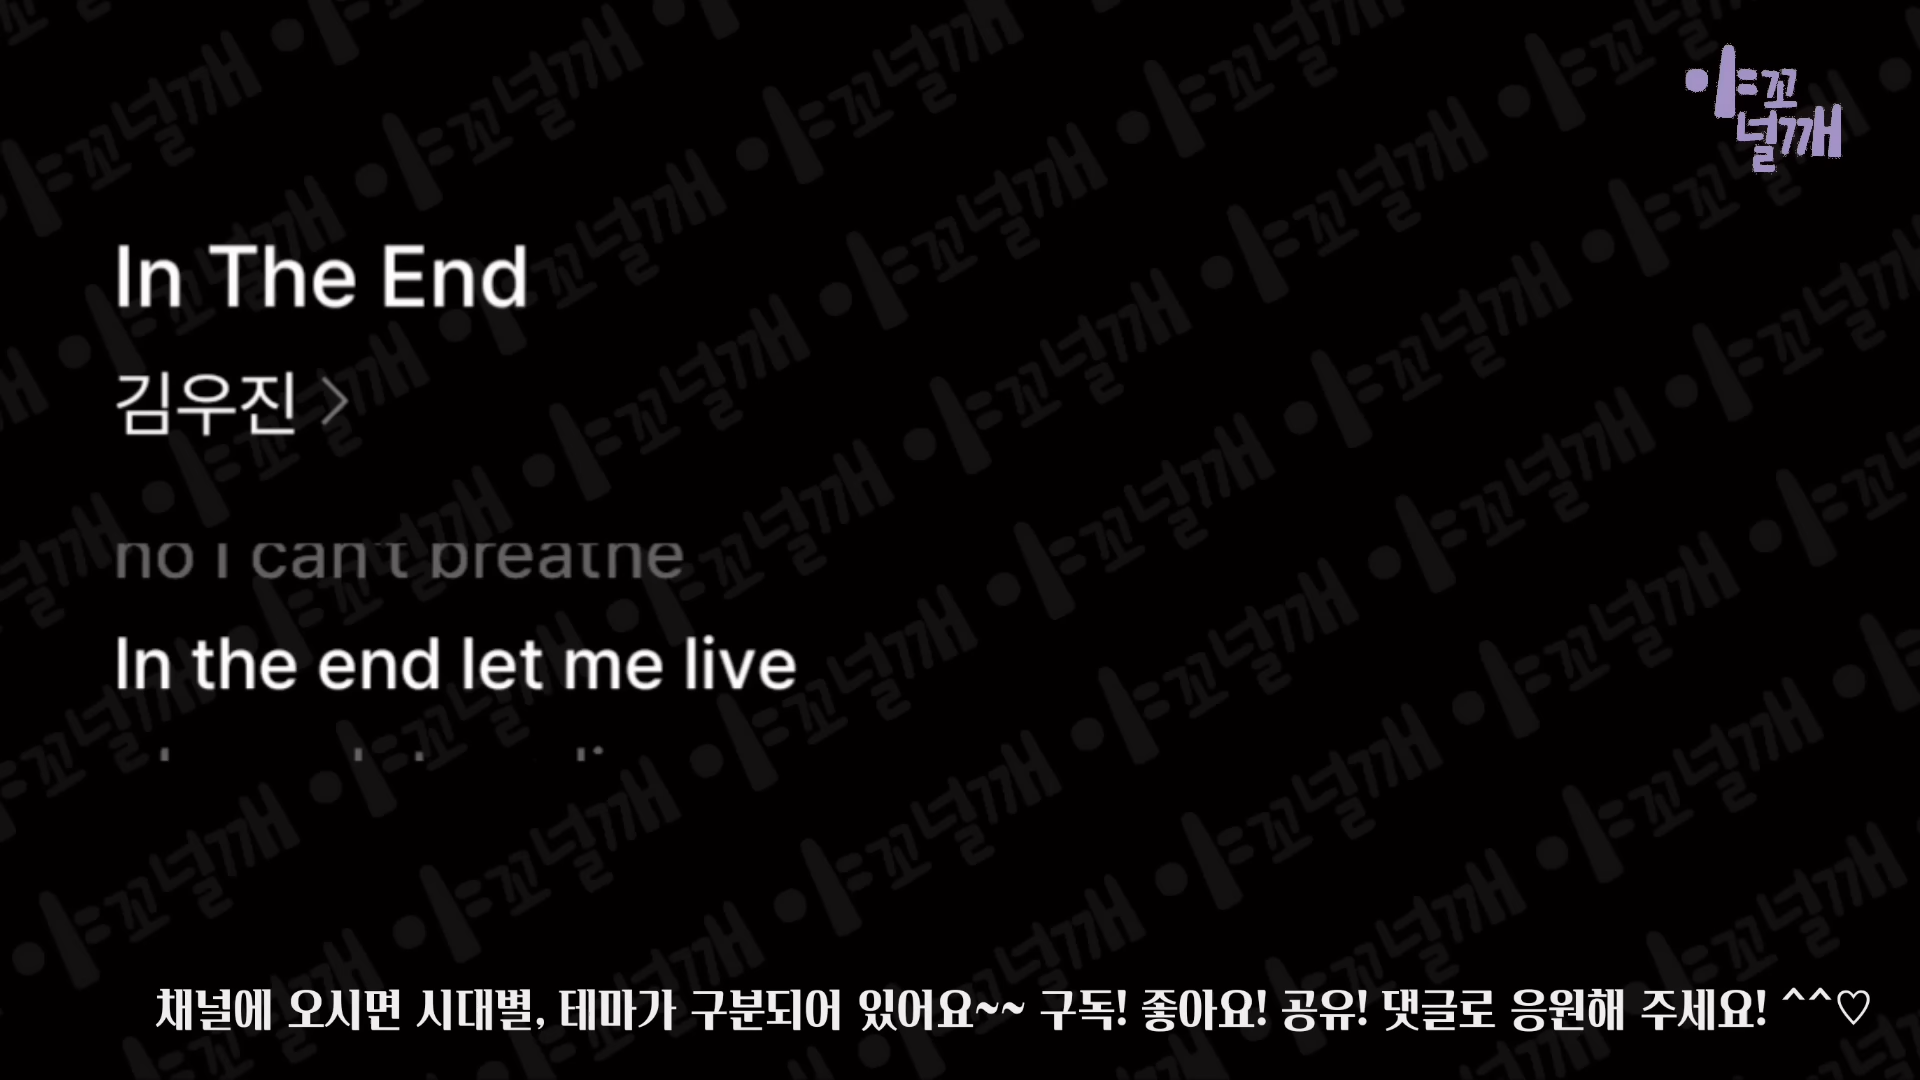 야꼬
널깨
In The End
김우진 >
no i can't breathe
In the end let me live
채널에 오시면 시대별, 테마가 구분되어 있어요~~ 구독! 좋아요! 공유! 댓글로 응원해 주세요! ^^♡